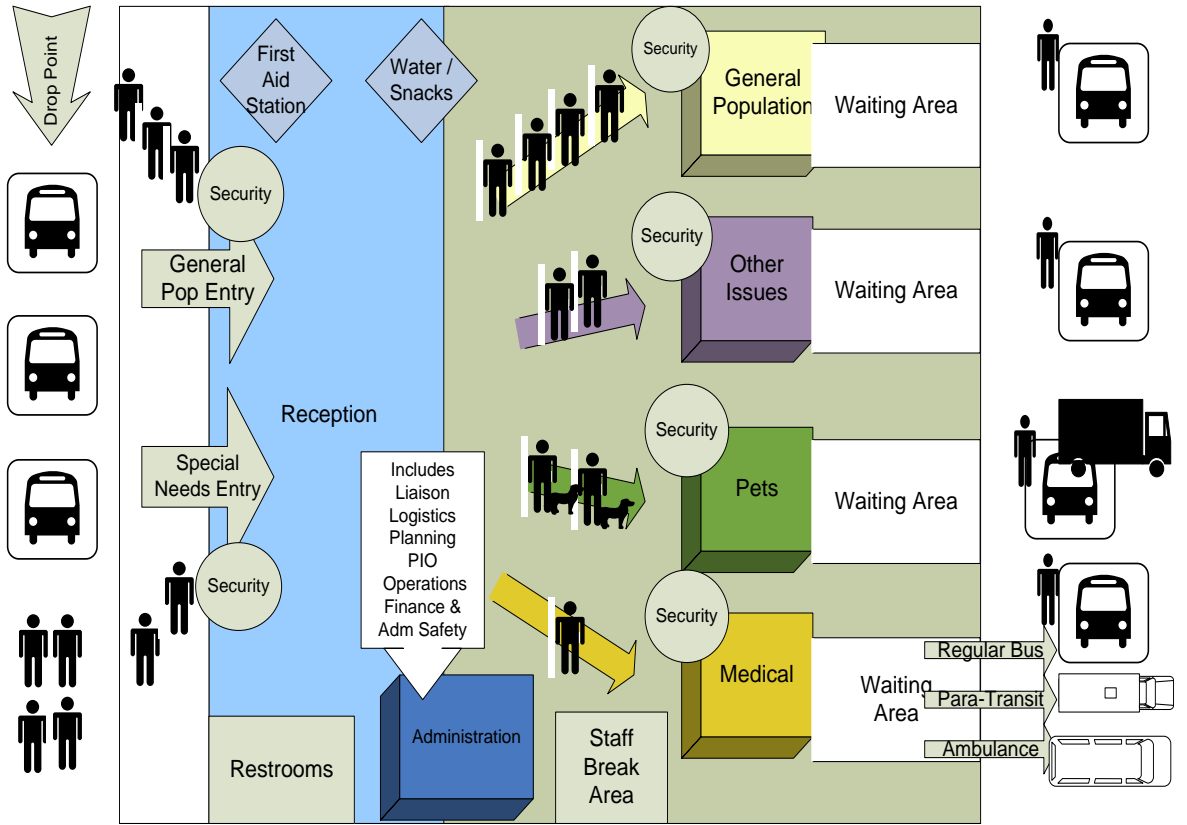 Drop Point
First
Aid
Station
Water /
Snacks
Security
General
Population
Waiting Area
Security
General
Pop Entry
Security
Other
Issues
Waiting Area
Reception
Special
Needs Entry
Security
Includes
Liaison
Logistics
Planning
PIO
Operations
Finance &
Adm Safety
Security
Pets
Waiting Area
Security
Medical
Waiting
Area
Regular Bus
Para-Transit
Ambulance
Restrooms
Administration
Staff
Break
Area